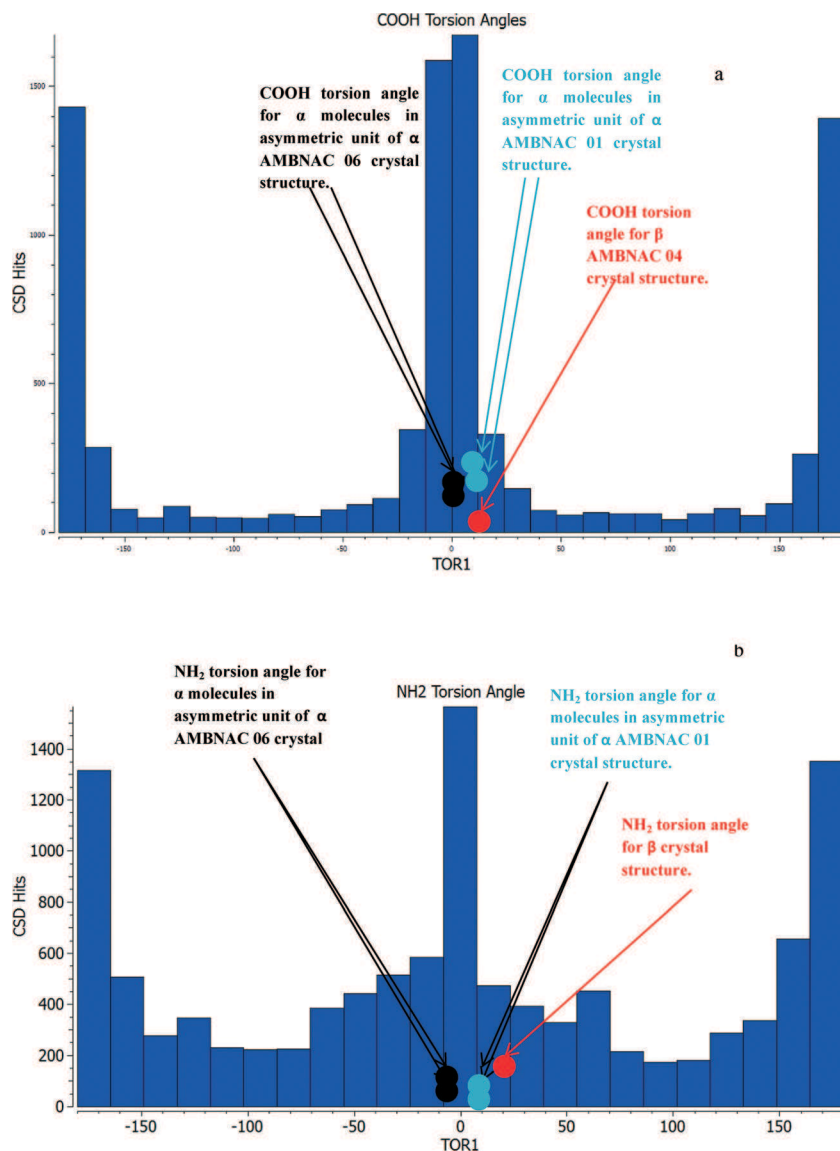 COOH Torsion Angles
a
COOH torsion angle
for α molecules in
asymmetric unit of α
AMBNAC 06 crystal
structure.
COOH torsion angle
for α molecules in
asymmetric unit of α
AMBNAC 01 crystal
structure.
COOH torsion
angle for β
AMBNAC 04
crystal structure.
CSD Hits
1500
1000
500
0
-150
-100
-50
0
50
100
150
TOR1
b
NH2 Torsion Angle
NH₂ torsion angle for
α molecules in
asymmetric unit of α
AMBNAC 06 crystal
NH₂ torsion angle for α
molecules in asymmetric
unit of α AMBNAC 01
crystal structure.
NH₂ torsion angle
for β crystal
structure.
CSD Hits
1400
1200
1000
800
600
400
200
0
-150
-100
-50
0
50
100
150
TOR1